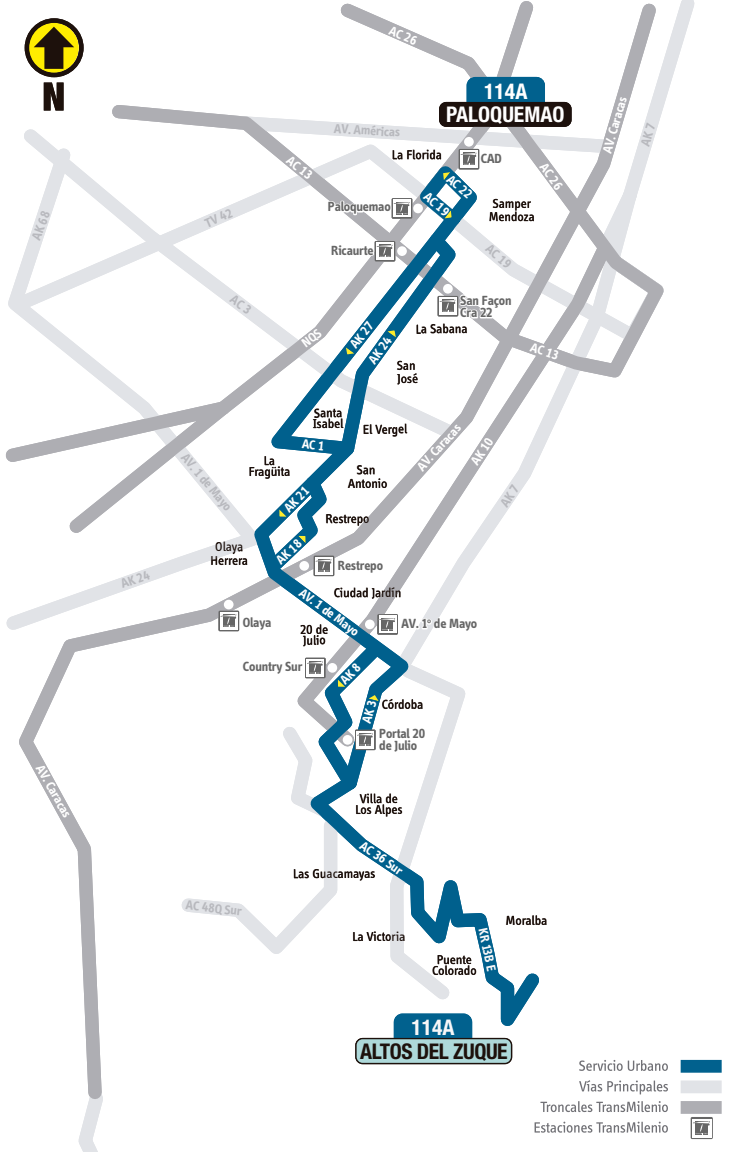 N
AC 26
114A
PALOQUEMAO
AV. Américas
AV. Caracas
AK 7
La Florida
CAD
AC 13
AC 22
AC 26
AK 68
TV 42
Paloquemao
AC 19
Samper
Mendoza
Ricaurte
AC 19
San Façon
Cra 22
AC 3
La Sabana
NQS
AK 27
AK 24
AC 13
San
José
Santa
Isabel
El Vergel
AC 1
AV. Caracas
AK 10
La
Fragüita
San
Antonio
AV. 1 de Mayo
AK 21
AK 7
Restrepo
Olaya
Herrera
AK 18
Restrepo
AK 24
Ciudad Jardín
AV. 1 de Mayo
Olaya
20 de
Julio
AV. 1° de Mayo
Country Sur
AK 8
AK 3
Córdoba
Portal 20
de Julio
AV. Caracas
Villa de
Los Alpes
AC 36 Sur
Las Guacamayas
AC 48Q Sur
Moralba
La Victoria
KR 13B E
Puente
Colorado
114A
ALTOS DEL ZUQUE
Servicio Urbano
Vías Principales
Troncales TransMilenio
Estaciones TransMilenio